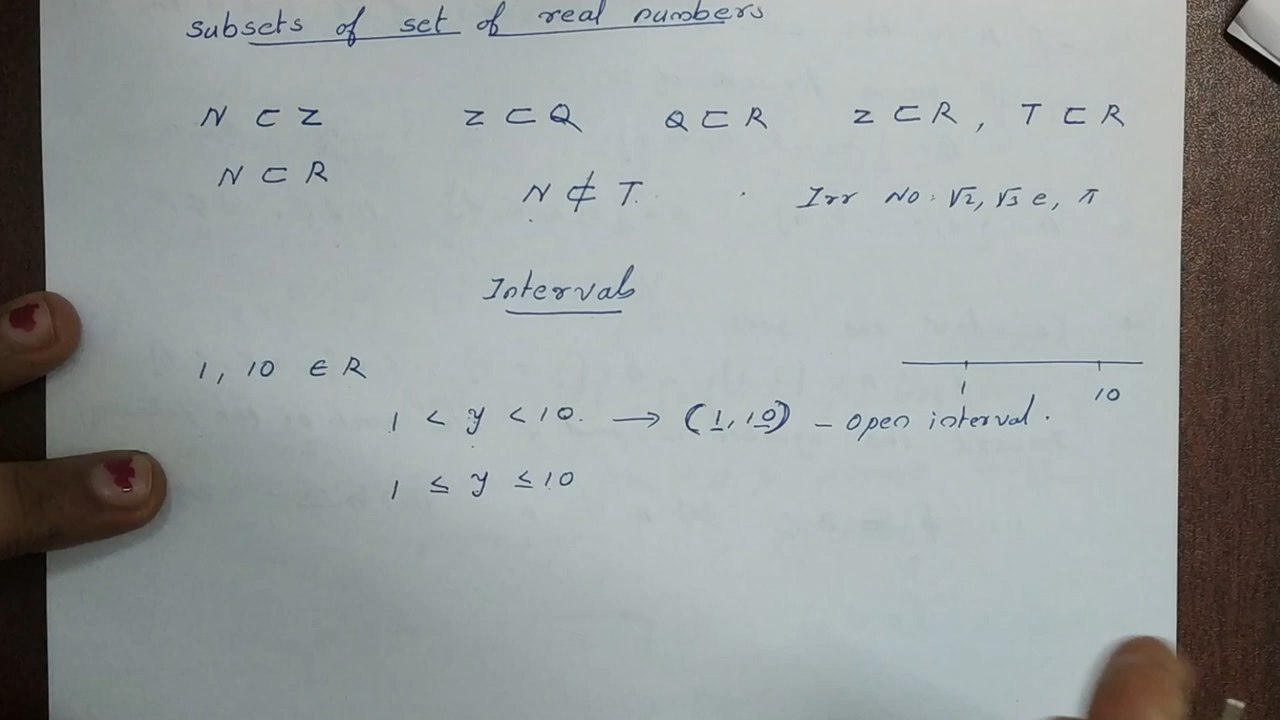 subsets of set of real numbers
N ⊂ Z Z ⊂ Q Q ⊂ R Z ⊂ R, T ⊂ R
N ⊂ R N ⊄ T. Irr No: √2, √3 e, π
Intervals
1, 10 ∈ R
1 10
1 < y < 10. → (1, 10) - open interval.
1 ≤ y ≤ 10